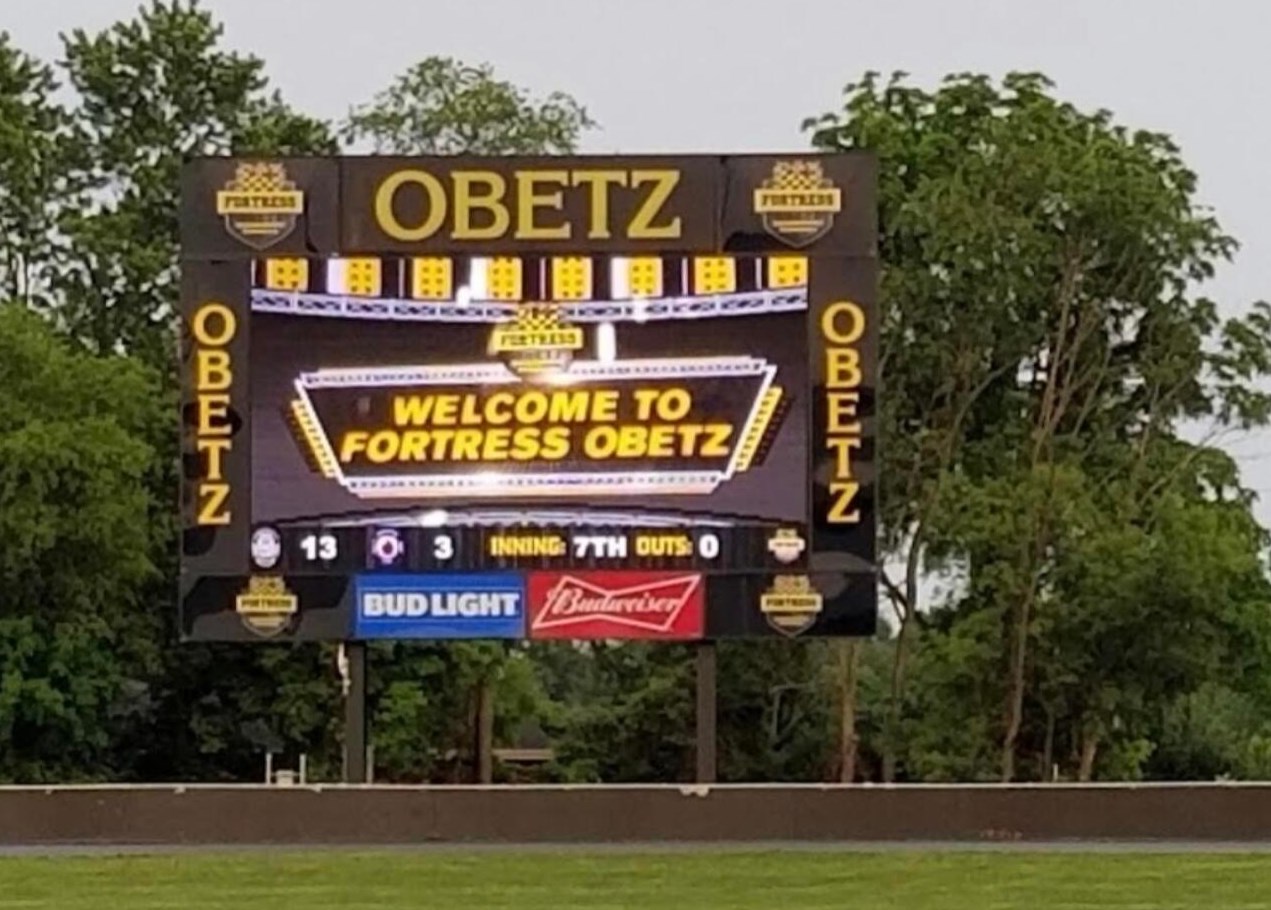 FORTRESS
OBETZ
FORTRESS
OBETZ
OBETZ
FORTRESS
WELCOME TO
FORTRESS OBETZ
13 3 INNING: 7TH OUTS: 0
FORTRESS
BUD LIGHT
Budweiser
FORTRESS